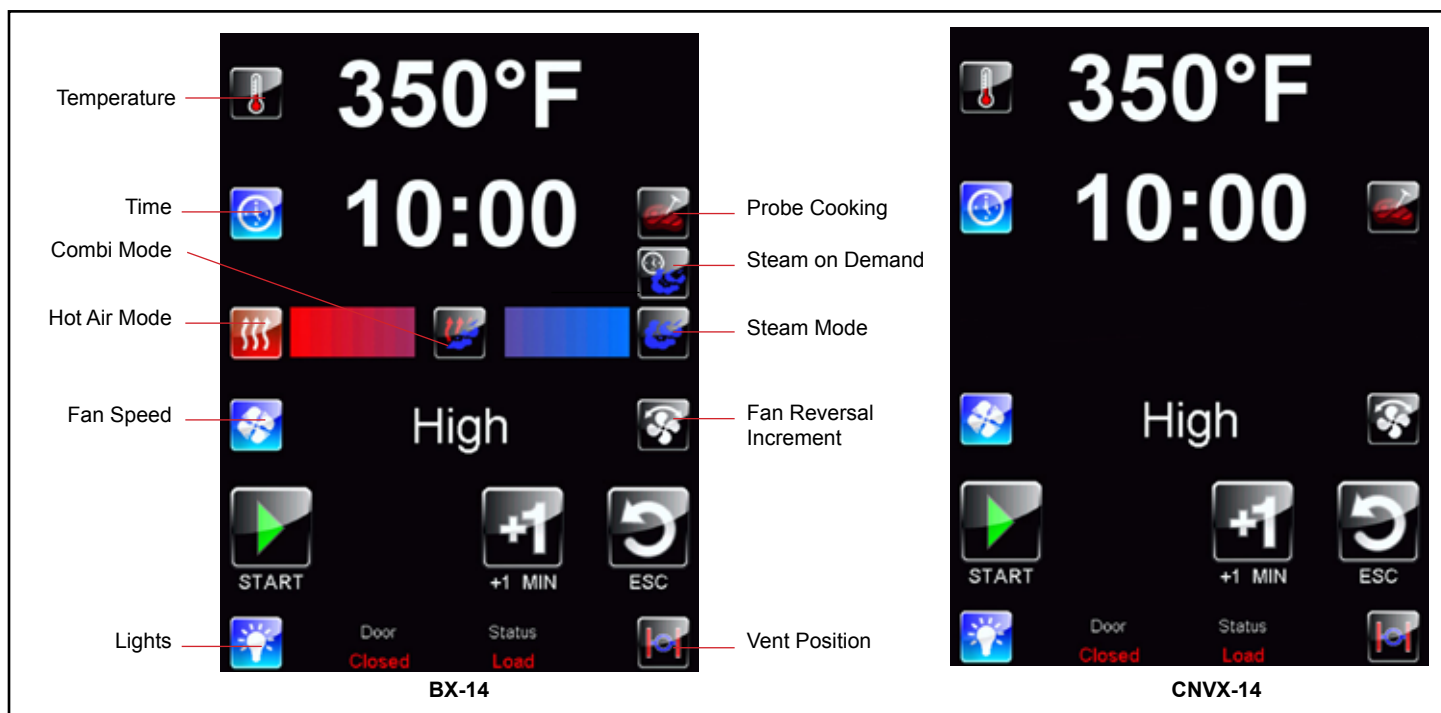 Temperature
350°F
Time
10:00
Probe Cooking
Combi Mode
Steam on Demand
Hot Air Mode
Steam Mode
Fan Speed
High
Fan Reversal
Increment
+1
START
+1 MIN
ESC
Lights
Door
Status
Closed
Load
Vent Position
BX-14
350°F
10:00
High
+1
START
+1 MIN
ESC
Door
Status
Closed
Load
CNVX-14